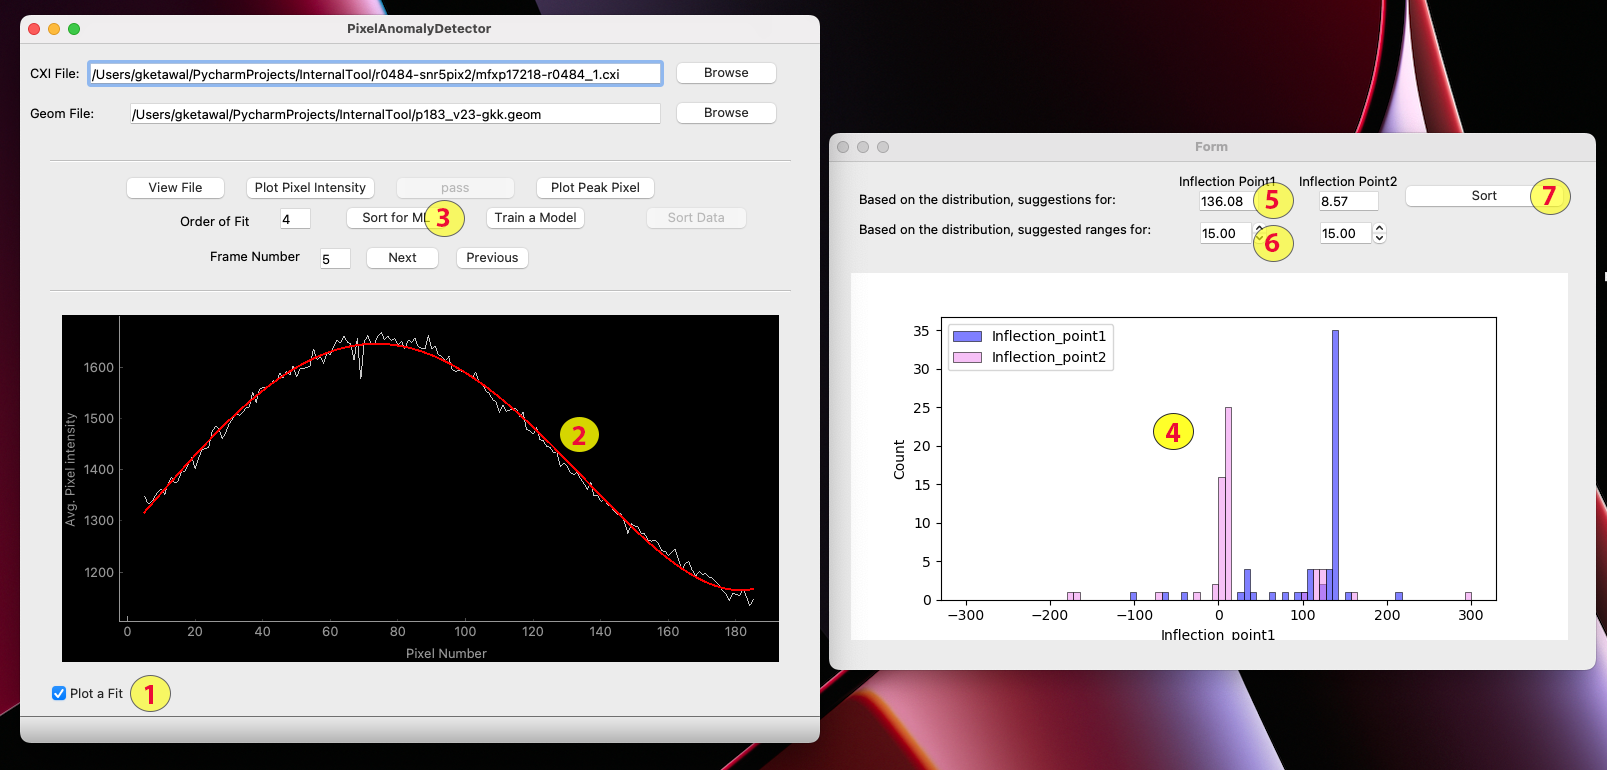 PixelAnomalyDetector
CXI File: /Users/gketawal/PycharmProjects/InternalTool/r0484-snr5pix2/mfxp17218-r0484_1.cxi Browse
Geom File: /Users/gketawal/PycharmProjects/InternalTool/p183_v23-gkk.geom Browse
View File Plot Pixel Intensity pass Plot Peak Pixel
Order of Fit 4 Sort for ML 3 Train a Model Sort Data
Frame Number 5 Next Previous
1600
1500
1400
1300
1200
Avg. Pixel intensity
2
0 20 40 60 80 100 120 140 160 180
Pixel Number
Plot a Fit 1
Form
Inflection Point1 Inflection Point2
Based on the distribution, suggestions for: 136.08 5 8.57 Sort 7
Based on the distribution, suggested ranges for: 15.00 6 15.00
Inflection_point1
Inflection_point2
35
30
25
20
15
10
5
0
Count
4
−300 −200 −100 0 100 200 300
Inflection_point1